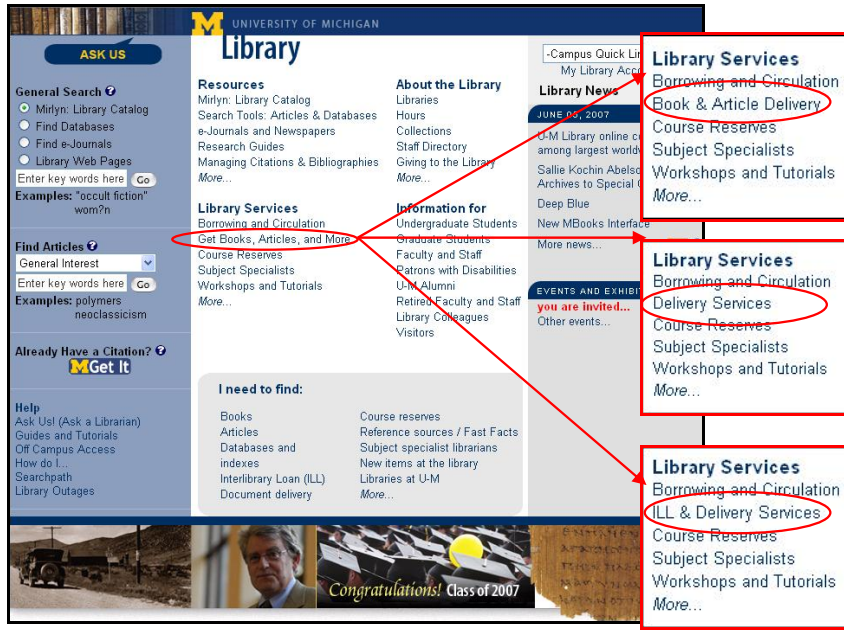 M UNIVERSITY OF MICHIGAN
Library
ASK US
General Search ?
Mirlyn: Library Catalog
Find Databases
Find e-Journals
Library Web Pages
Enter key words here Go
Examples: "occult fiction"
wom?n
Find Articles ?
General Interest
Enter key words here Go
Examples: polymers
neoclassicism
Already Have a Citation? ?
MGet It
Help
Ask Us! (Ask a Librarian)
Guides and Tutorials
Off Campus Access
How do I...
Searchpath
Library Outages
Resources
Mirlyn: Library Catalog
Search Tools: Articles & Databases
e-Journals and Newspapers
Research Guides
Managing Citations & Bibliographies
More...
Library Services
Borrowing and Circulation
Get Books, Articles, and More
Course Reserves
Subject Specialists
Workshops and Tutorials
More...
About the Library
Libraries
Hours
Collections
Staff Directory
Giving to the Library
More...
Information for
Undergraduate Students
Graduate Students
Faculty and Staff
Patrons with Disabilities
U-M Alumni
Retired Faculty and Staff
Library Colleagues
Visitors
I need to find:
Books
Articles
Databases and
indexes
Interlibrary Loan (ILL)
Document delivery
Course reserves
Reference sources / Fast Facts
Subject specialist librarians
New items at the library
Libraries at U-M
More...
-Campus Quick
My Library
Library News
JUNE 2007
U-M Library online
among largest
Sallie Kochin
Archives to Special
Deep Blue
New MBooks Interface
More news...
EVENTS AND
you are invited...
Other events...
Congratulations! Class of 2007
Library Services
Borrowing and Circulation
Book & Article Delivery
Course Reserves
Subject Specialists
Workshops and Tutorials
More...
Library Services
Borrowing and Circulation
Delivery Services
Course Reserves
Subject Specialists
Workshops and Tutorials
More...
Library Services
Borrowing and Circulation
ILL & Delivery Services
Course Reserves
Subject Specialists
Workshops and Tutorials
More...